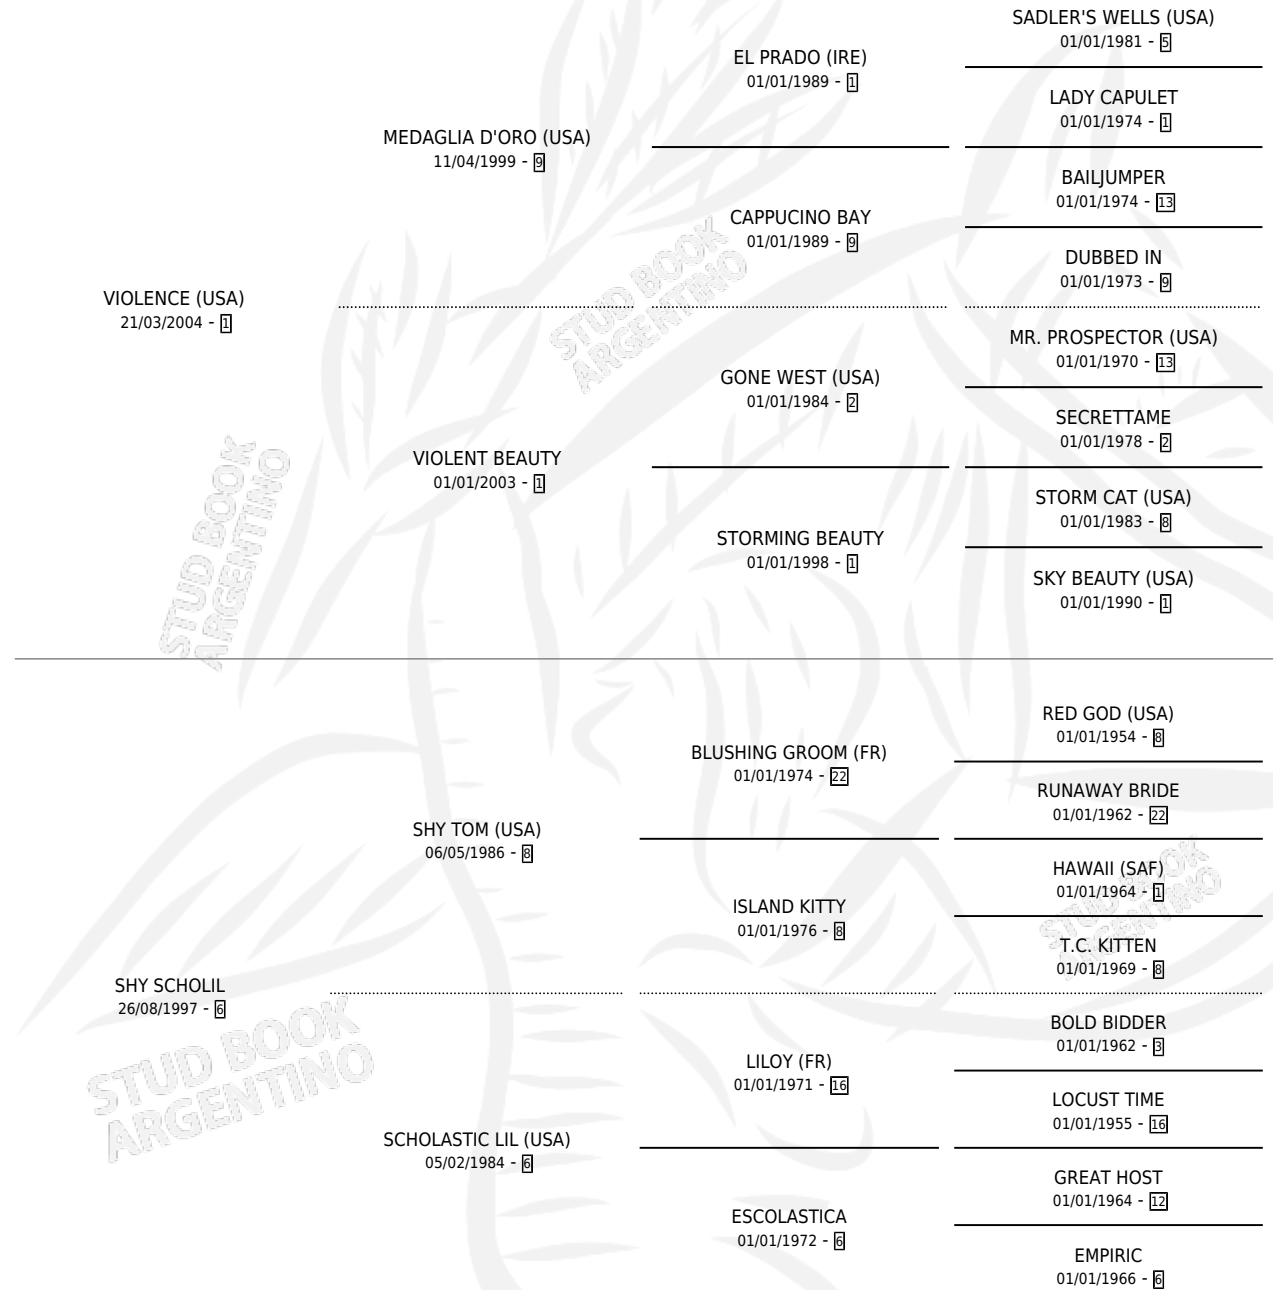 SADLER'S WELLS (USA)
01/01/1981 - 5
EL PRADO (IRE)
01/01/1989 - 1
LADY CAPULET
01/01/1974 - 1
MEDAGLIA D'ORO (USA)
11/04/1999 - 9
BAILJUMPER
01/01/1974 - 13
CAPPUCINO BAY
01/01/1989 - 9
DUBBED IN
01/01/1973 - 9
VIOLENCE (USA)
21/03/2004 - 1
STUD BOOK
ARGENTINO
MR. PROSPECTOR (USA)
01/01/1970 - 13
GONE WEST (USA)
01/01/1984 - 2
SECRETTAME
01/01/1978 - 2
VIOLENT BEAUTY
01/01/2003 - 1
STORM CAT (USA)
01/01/1983 - 8
STORMING BEAUTY
01/01/1998 - 1
SKY BEAUTY (USA)
01/01/1990 - 1
STUD BOOK
ARGENTINO
RED GOD (USA)
01/01/1954 - 8
BLUSHING GROOM (FR)
01/01/1974 - 22
RUNAWAY BRIDE
01/01/1962 - 22
SHY TOM (USA)
06/05/1986 - 8
HAWAII (SAF)
01/01/1964 - 1
ISLAND KITTY
01/01/1976 - 8
STUD BOOK
ARGENTINO
T.C. KITTEN
01/01/1969 - 8
SHY SCHOLIL
26/08/1997 - 6
BOLD BIDDER
01/01/1962 - 3
LILOY (FR)
01/01/1971 - 16
STUD BOOK
ARGENTINO
LOCUST TIME
01/01/1955 - 16
SCHOLASTIC LIL (USA)
05/02/1984 - 6
GREAT HOST
01/01/1964 - 12
ESCOLASTICA
01/01/1972 - 6
EMPIRIC
01/01/1966 - 6